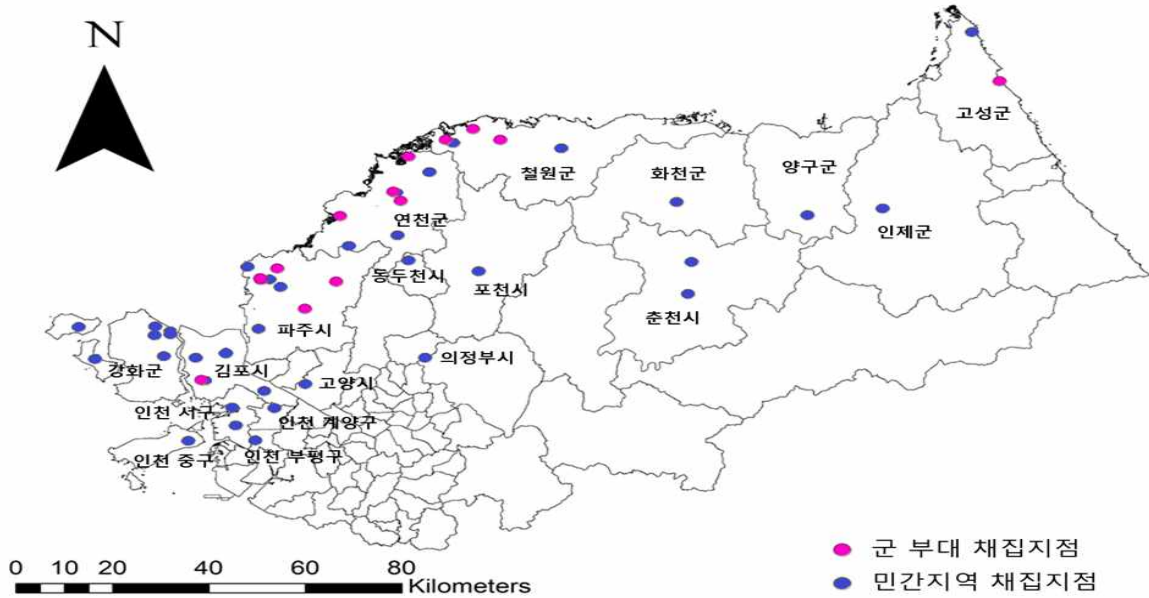 N
고성군
철원군
화천군
양구군
연천군
인제군
동두천시
포천시
파주시
춘천시
강화군
김포시
의정부시
고양시
인천 서구
인천 계양구
인천 중구
인천 부평구
군 부대 채집지점
민간지역 채집지점
0 10 20 40 60 80
Kilometers